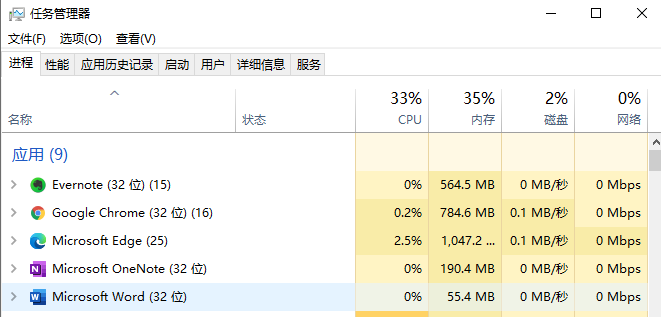 任务管理器
文件(F) 选项(O) 查看(V)
进程 性能 应用历史记录 启动 用户 详细信息 服务
33% 35% 2% 0%
名称 状态 CPU 内存 磁盘 网络
应用 (9)
Evernote (32 位) (15) 0% 564.5 MB 0 MB/秒 0 Mbps
Google Chrome (32 位) (16) 0.2% 784.6 MB 0.1 MB/秒 0 Mbps
Microsoft Edge (25) 2.5% 1,047.2 ... 0.1 MB/秒 0 Mbps
Microsoft OneNote (32 位) 0% 190.4 MB 0 MB/秒 0 Mbps
Microsoft Word (32 位) 0% 55.4 MB 0 MB/秒 0 Mbps